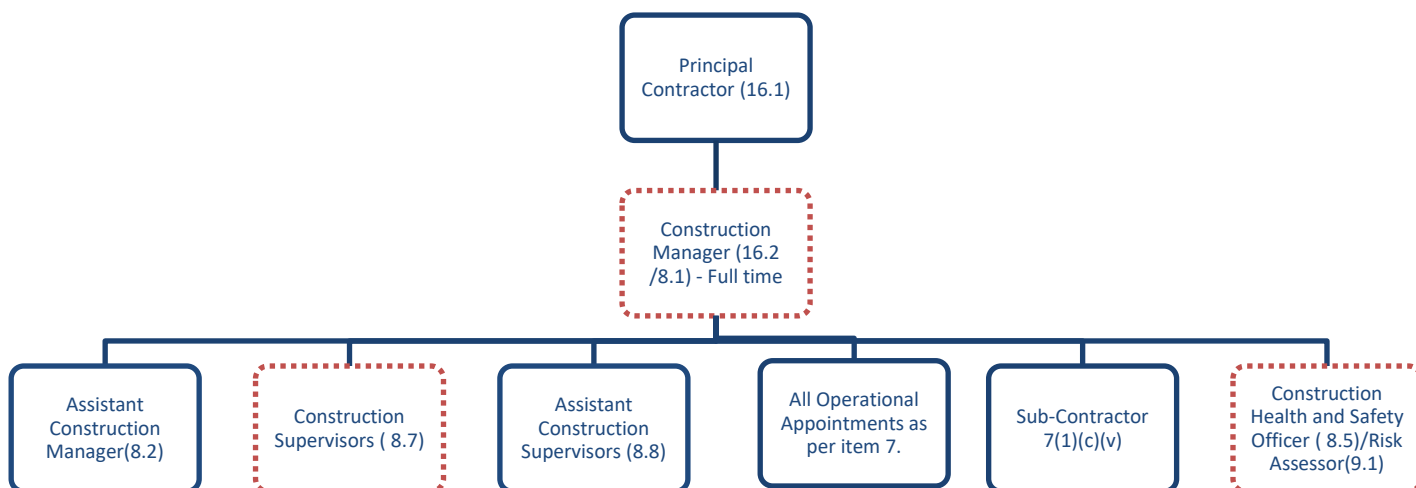 Principal
Contractor (16.1)
Construction
Manager (16.2
/8.1) - Full time
Assistant
Construction
Manager(8.2)
Construction
Supervisors ( 8.7)
Assistant
Construction
Supervisors (8.8)
All Operational
Appointments as
per item 7.
Sub-Contractor
7(1)(c)(v)
Construction
Health and Safety
Officer ( 8.5)/Risk
Assessor(9.1)